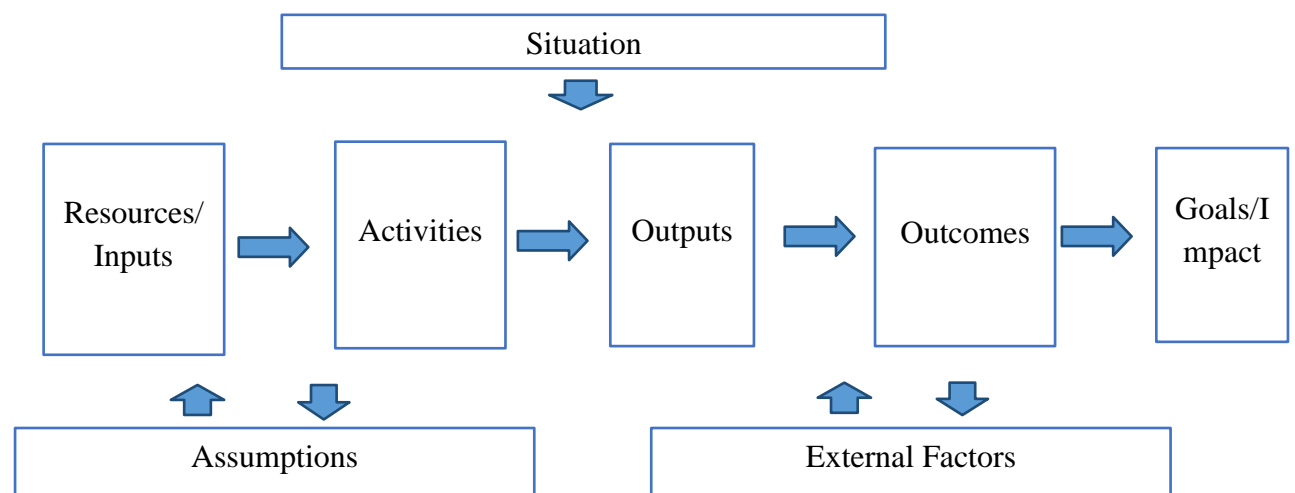 Situation
Resources/
Inputs
Activities
Outputs
Outcomes
Goals/I
mpact
Assumptions
External Factors